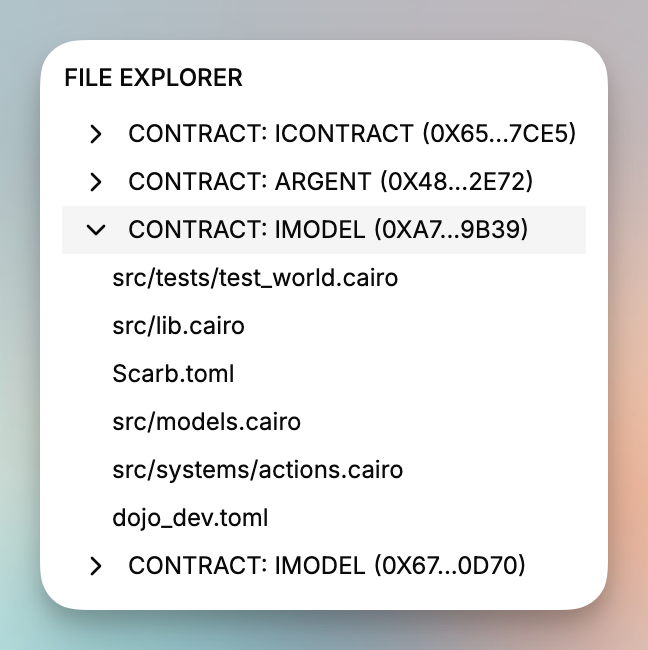 FILE EXPLORER
CONTRACT: ICONTRACT (0X65...7CE5)
CONTRACT: ARGENT (0X48...2E72)
CONTRACT: IMODEL (0XA7...9B39)
src/tests/test_world.cairo
src/lib.cairo
Scarb.toml
src/models.cairo
src/systems/actions.cairo
dojo_dev.toml
CONTRACT: IMODEL (0X67...0D70)